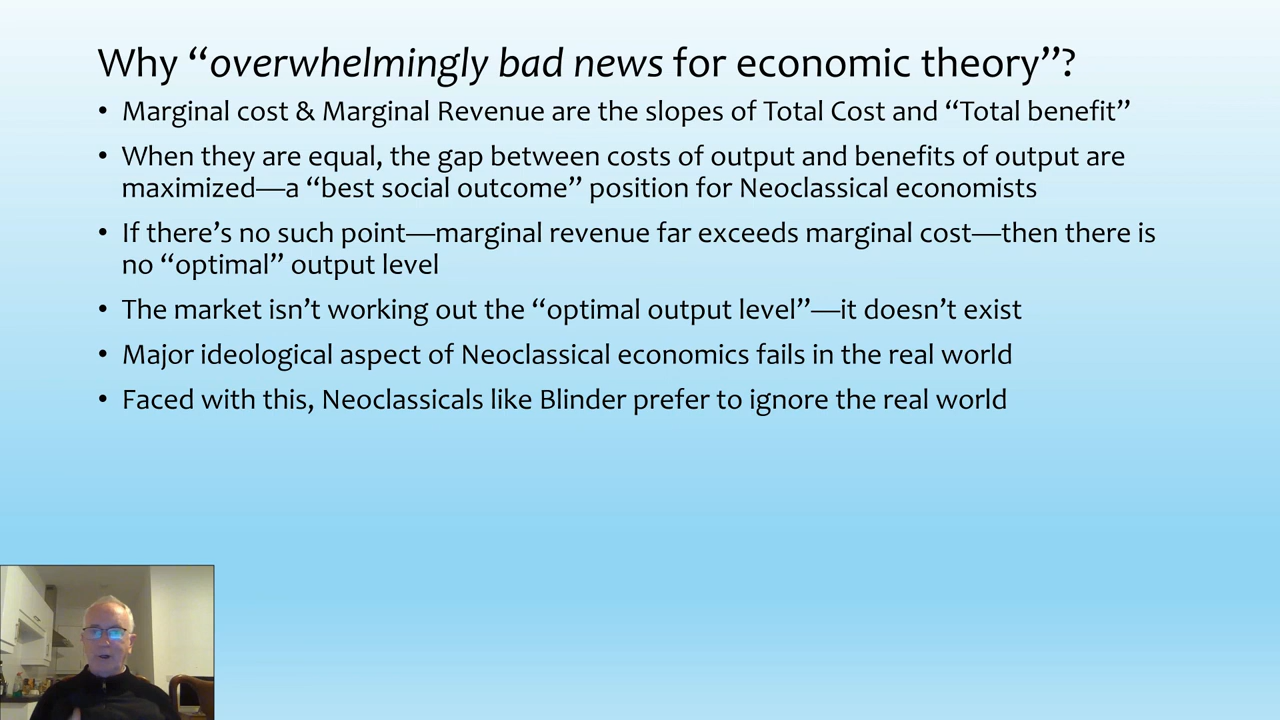 Why “overwhelmingly bad news for economic theory”?
• Marginal cost & Marginal Revenue are the slopes of Total Cost and “Total benefit”
• When they are equal, the gap between costs of output and benefits of output are
maximized—a “best social outcome” position for Neoclassical economists
• If there’s no such point—marginal revenue far exceeds marginal cost—then there is
no “optimal” output level
• The market isn’t working out the “optimal output level”—it doesn’t exist
• Major ideological aspect of Neoclassical economics fails in the real world
• Faced with this, Neoclassicals like Blinder prefer to ignore the real world